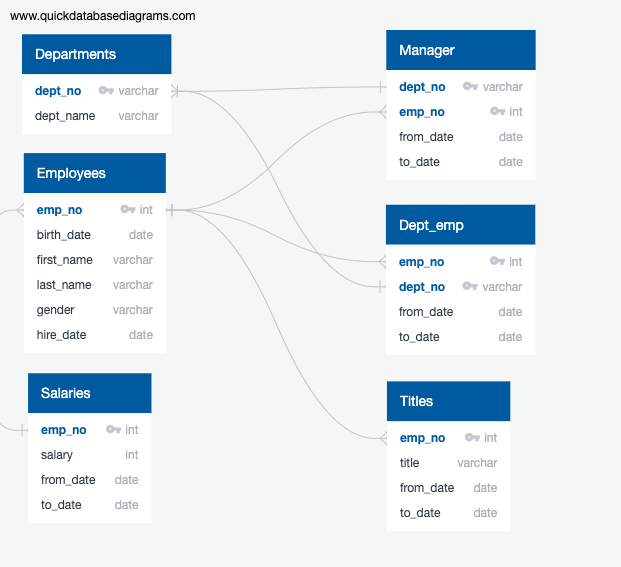 www.quickdatabasediagrams.com
Departments
dept_no varchar
dept_name varchar
Employees
emp_no int
birth_date date
first_name varchar
last_name varchar
gender varchar
hire_date date
Salaries
emp_no int
salary int
from_date date
to_date date
Manager
dept_no varchar
emp_no int
from_date date
to_date date
Dept_emp
emp_no int
dept_no varchar
from_date date
to_date date
Titles
emp_no int
title varchar
from_date date
to_date date